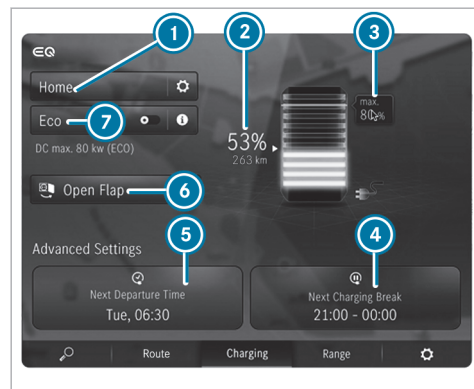 1
2
3
EQ
Home
max.
80 %
Eco
7
i
53%
DC max. 80 kw (ECO)
263 km
Open Flap
6
5
4
Advanced Settings
Next Departure Time
Next Charging Break
Tue, 06:30
21:00 - 00:00
Route
Charging
Range